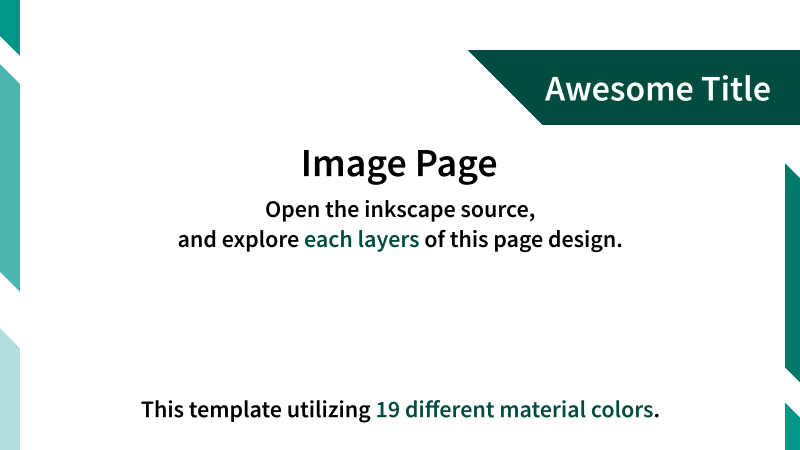 Awesome Title
Image Page
Open the inkscape source,
and explore each layers of this page design.
This template utilizing 19 different material colors.